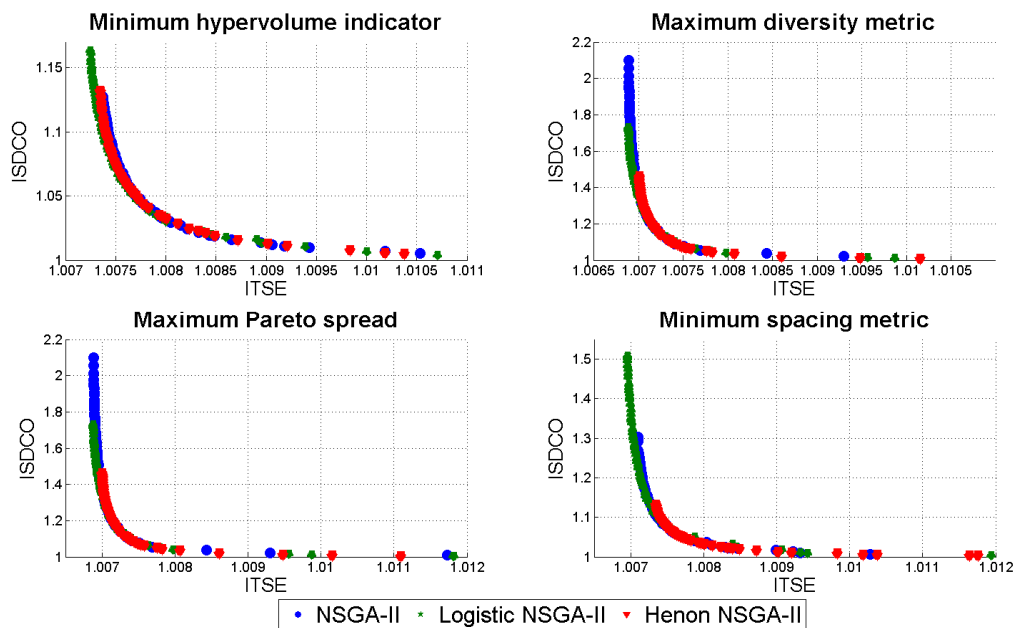 Minimum hypervolume indicator
ISDCO
1.15
1.1
1.05
1
1.007 1.0075 1.008 1.0085 1.009 1.0095 1.01 1.0105 1.011
ITSE
Maximum diversity metric
ISDCO
2.2
2
1.8
1.6
1.4
1.2
1
1.0065 1.007 1.0075 1.008 1.0085 1.009 1.0095 1.01 1.0105
ITSE
Maximum Pareto spread
ISDCO
2.2
2
1.8
1.6
1.4
1.2
1
1.007 1.008 1.009 1.01 1.011 1.012
ITSE
Minimum spacing metric
ISDCO
1.5
1.4
1.3
1.2
1.1
1
1.007 1.008 1.009 1.01 1.011 1.012
ITSE
NSGA-II Logistic NSGA-II Henon NSGA-II